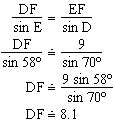 DF / sin E = EF / sin D
DF / sin 58° ≐ 9 / sin 70°
DF ≐ 9 sin 58° / sin 70°
DF ≐ 8.1